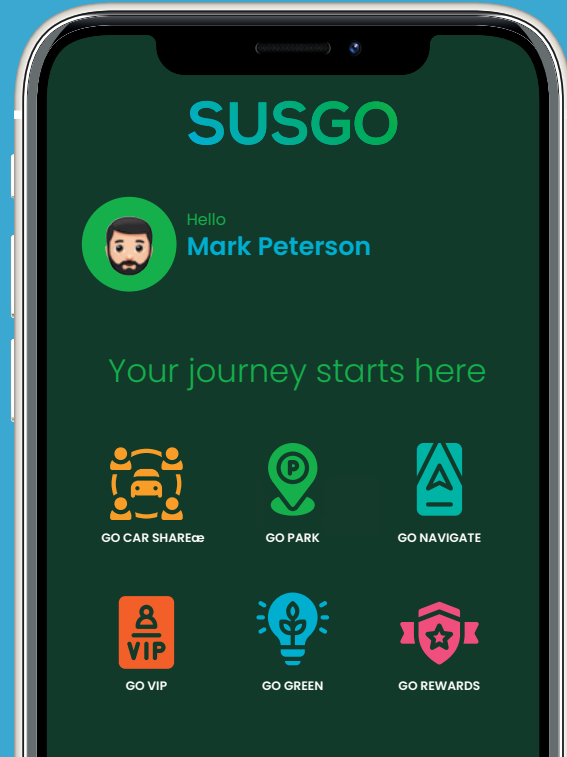 SUSGO
Hello
Mark Peterson
Your journey starts here
P
GO CAR SHAREœ
GO PARK
GO NAVIGATE
VIP
GO VIP
GO GREEN
GO REWARDS